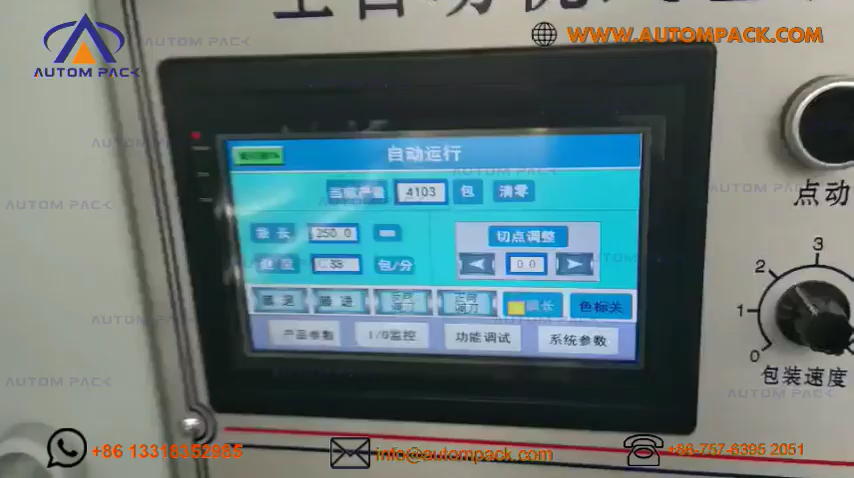 AUTOM PACK
WWW.AUTOMPACK.COM
自动运行
当前产量 4103 包 清零
袋长 250.0
速度 33 包/分
切点调整
0.0
色标关
产品参数 I/O监控 功能调试 系统参数
点动
0 1 2 3
包装速度
+86 13318352985
info@autompack.com
+86-757-6395 2051